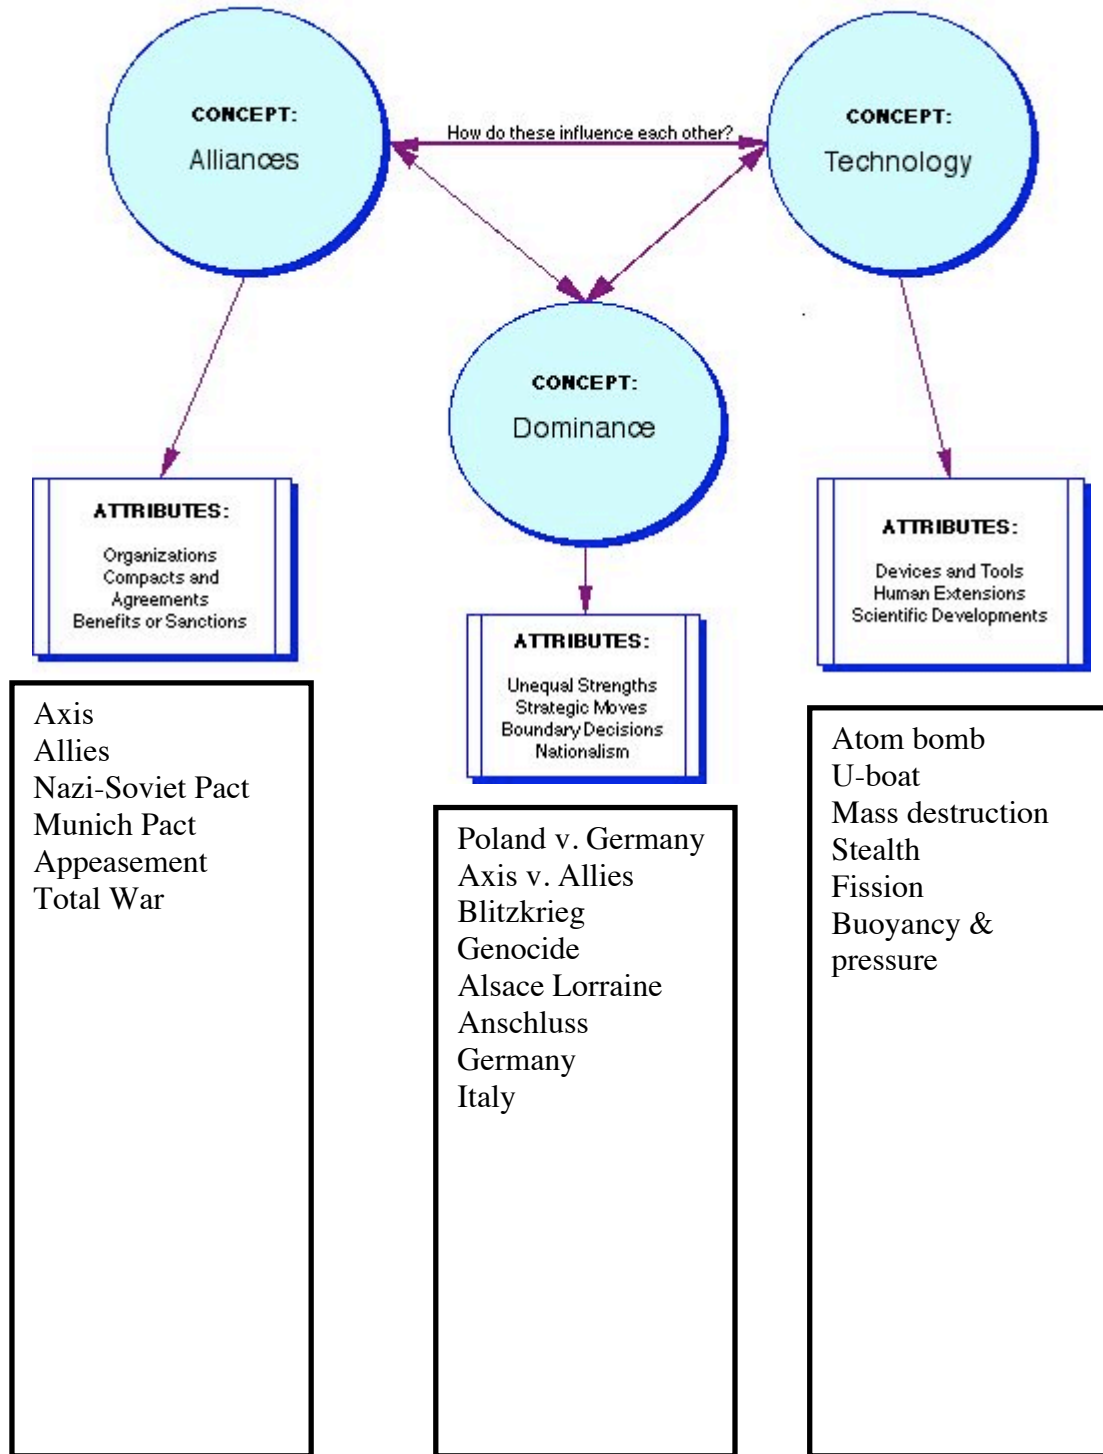 CONCEPT:
Alliances
How do these influence each other?
CONCEPT:
Technology
CONCEPT:
Dominance
ATTRIBUTES:
Organizations
Compacts and
Agreements
Benefits or Sanctions
ATTRIBUTES:
Unequal Strengths
Strategic Moves
Boundary Decisions
Nationalism
ATTRIBUTES:
Devices and Tools
Human Extensions
Scientific Developments
Axis
Allies
Nazi-Soviet Pact
Munich Pact
Appeasement
Total War
Poland v. Germany
Axis v. Allies
Blitzkrieg
Genocide
Alsace Lorraine
Anschluss
Germany
Italy
Atom bomb
U-boat
Mass destruction
Stealth
Fission
Buoyancy &
pressure